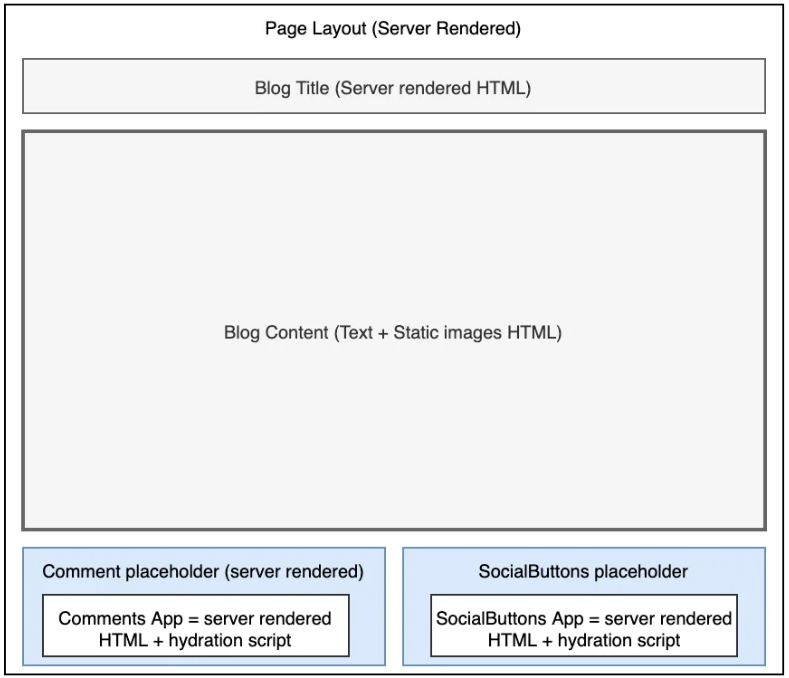 Page Layout (Server Rendered)
Blog Title (Server rendered HTML)
Blog Content (Text + Static images HTML)
Comment placeholder (server rendered)
Comments App = server rendered
HTML + hydration script
SocialButtons placeholder
SocialButtons App = server rendered
HTML + hydration script